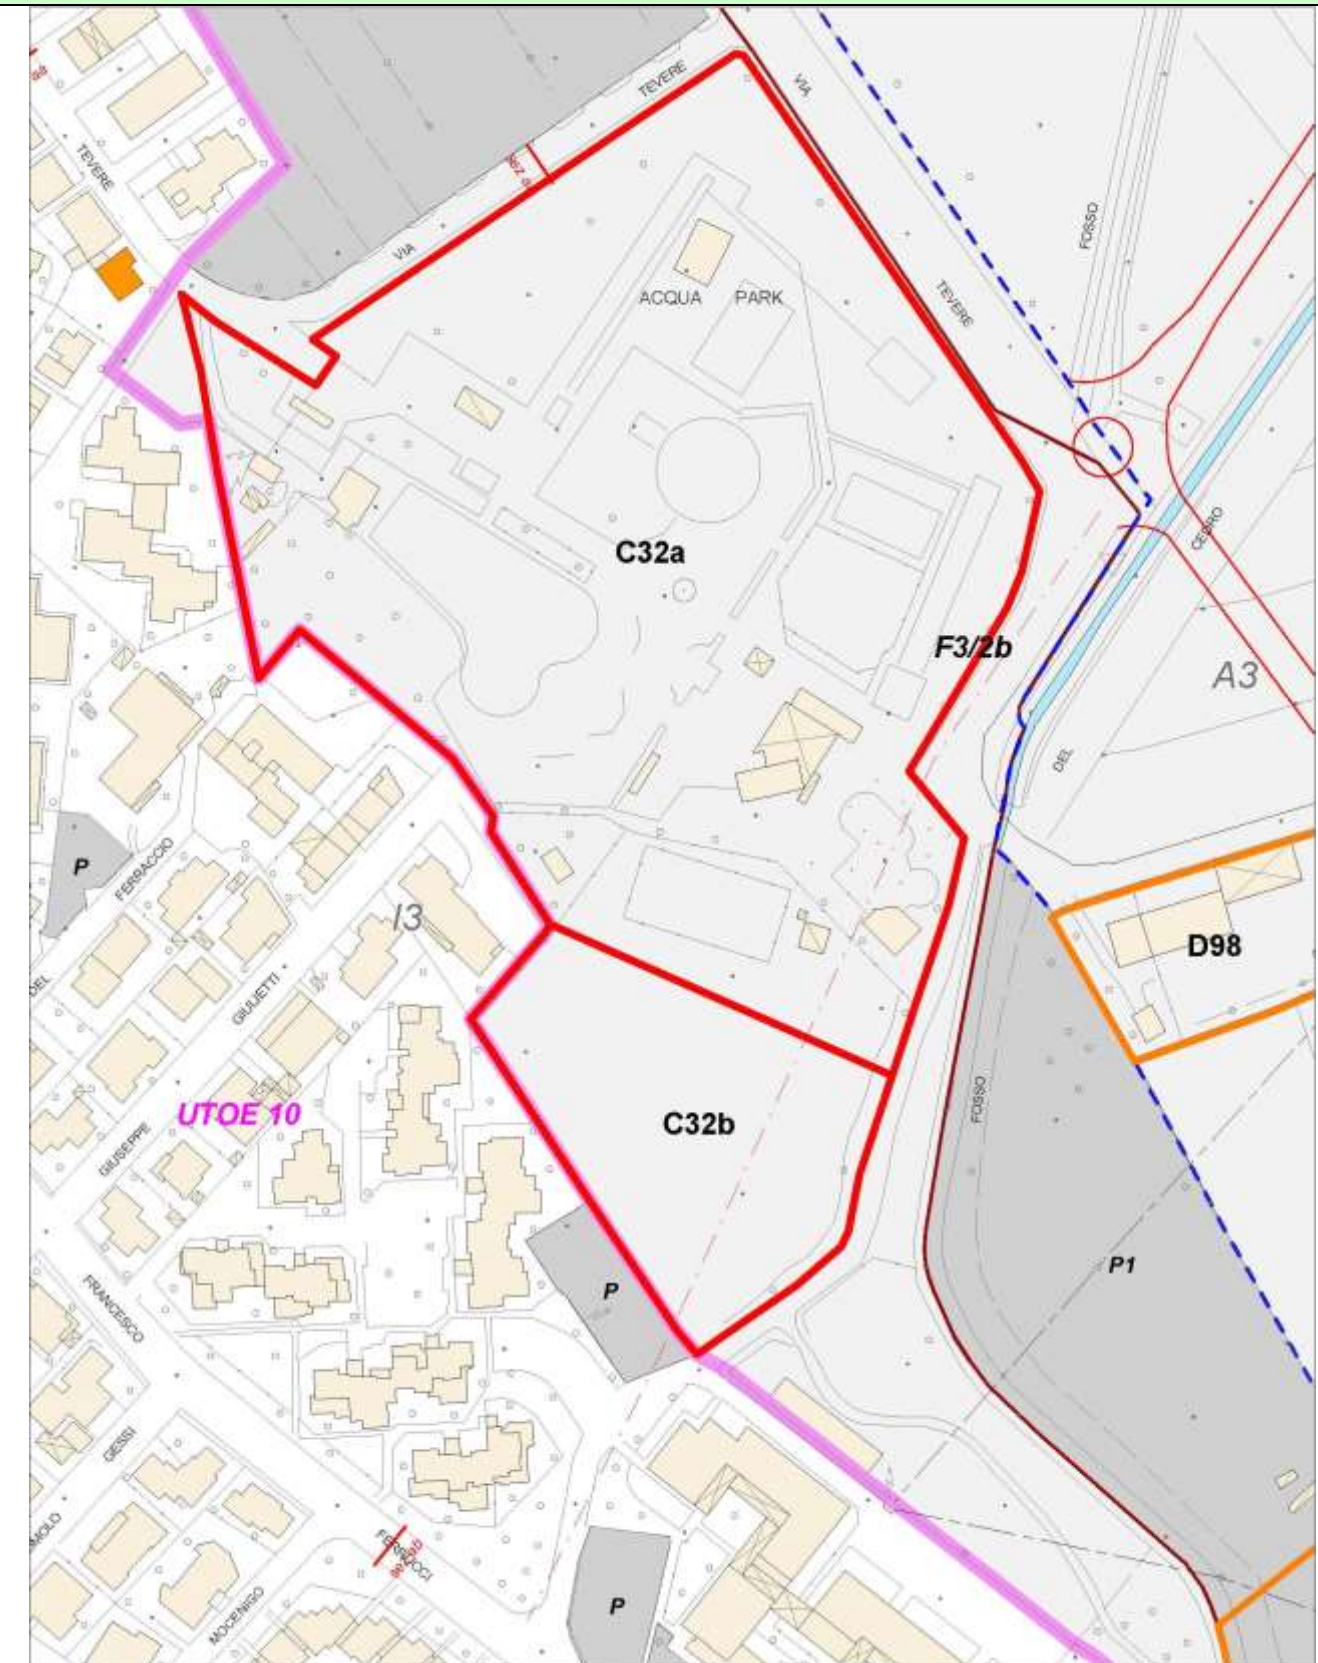 TEVERE
VIA
TEVERE
VIA
FOSSO
ACQUA PARK
TEVERE
C32a
CEDRO
F3/2b
A3
DEL
P
FERRACCIO
I3
D98
DEL
GIULIETTI
FOSSO
UTOE 10
C32b
GIUSEPPE
P1
P
FRANCESCO
GESSI
FERRUCCI
MOCENIGO
P